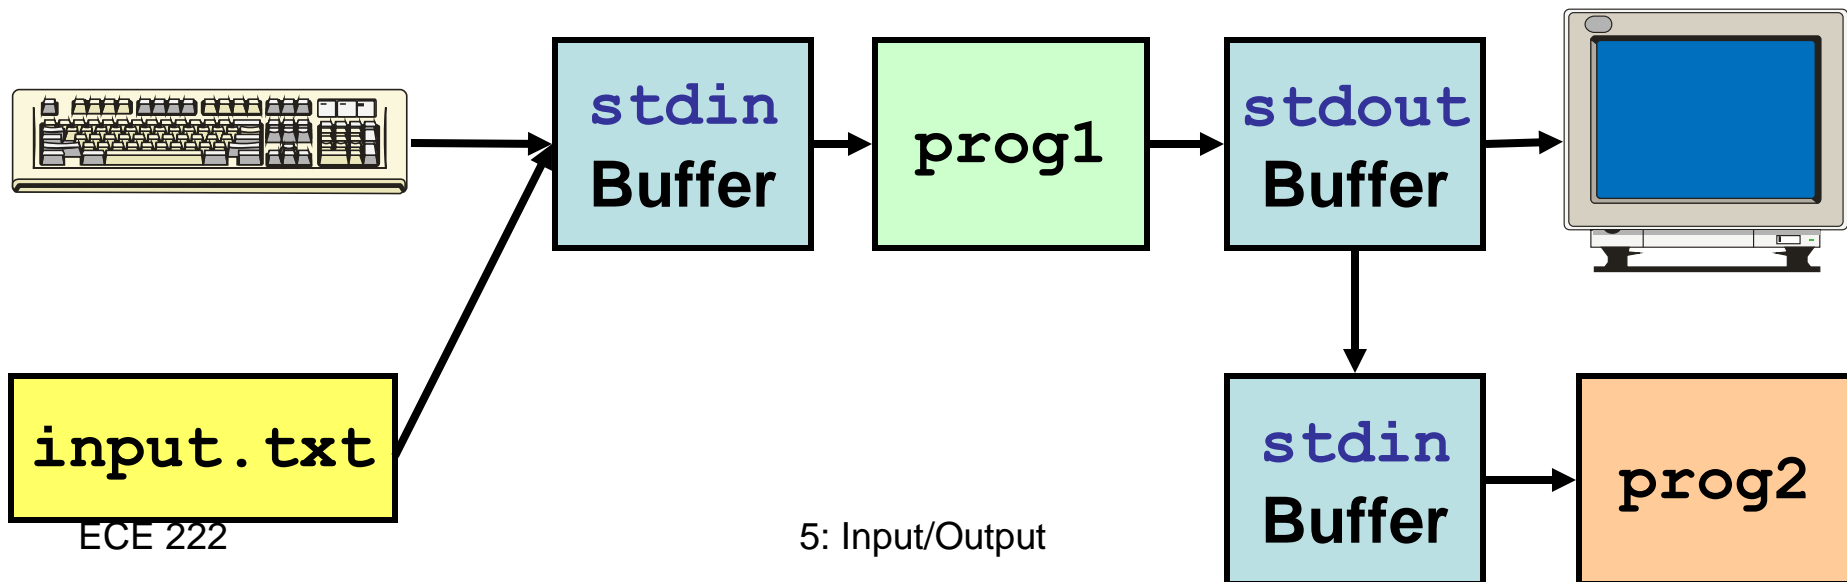 stdin
Buffer
prog1
stdout
Buffer
input.txt
stdin
Buffer
prog2
ECE 222
5: Input/Output